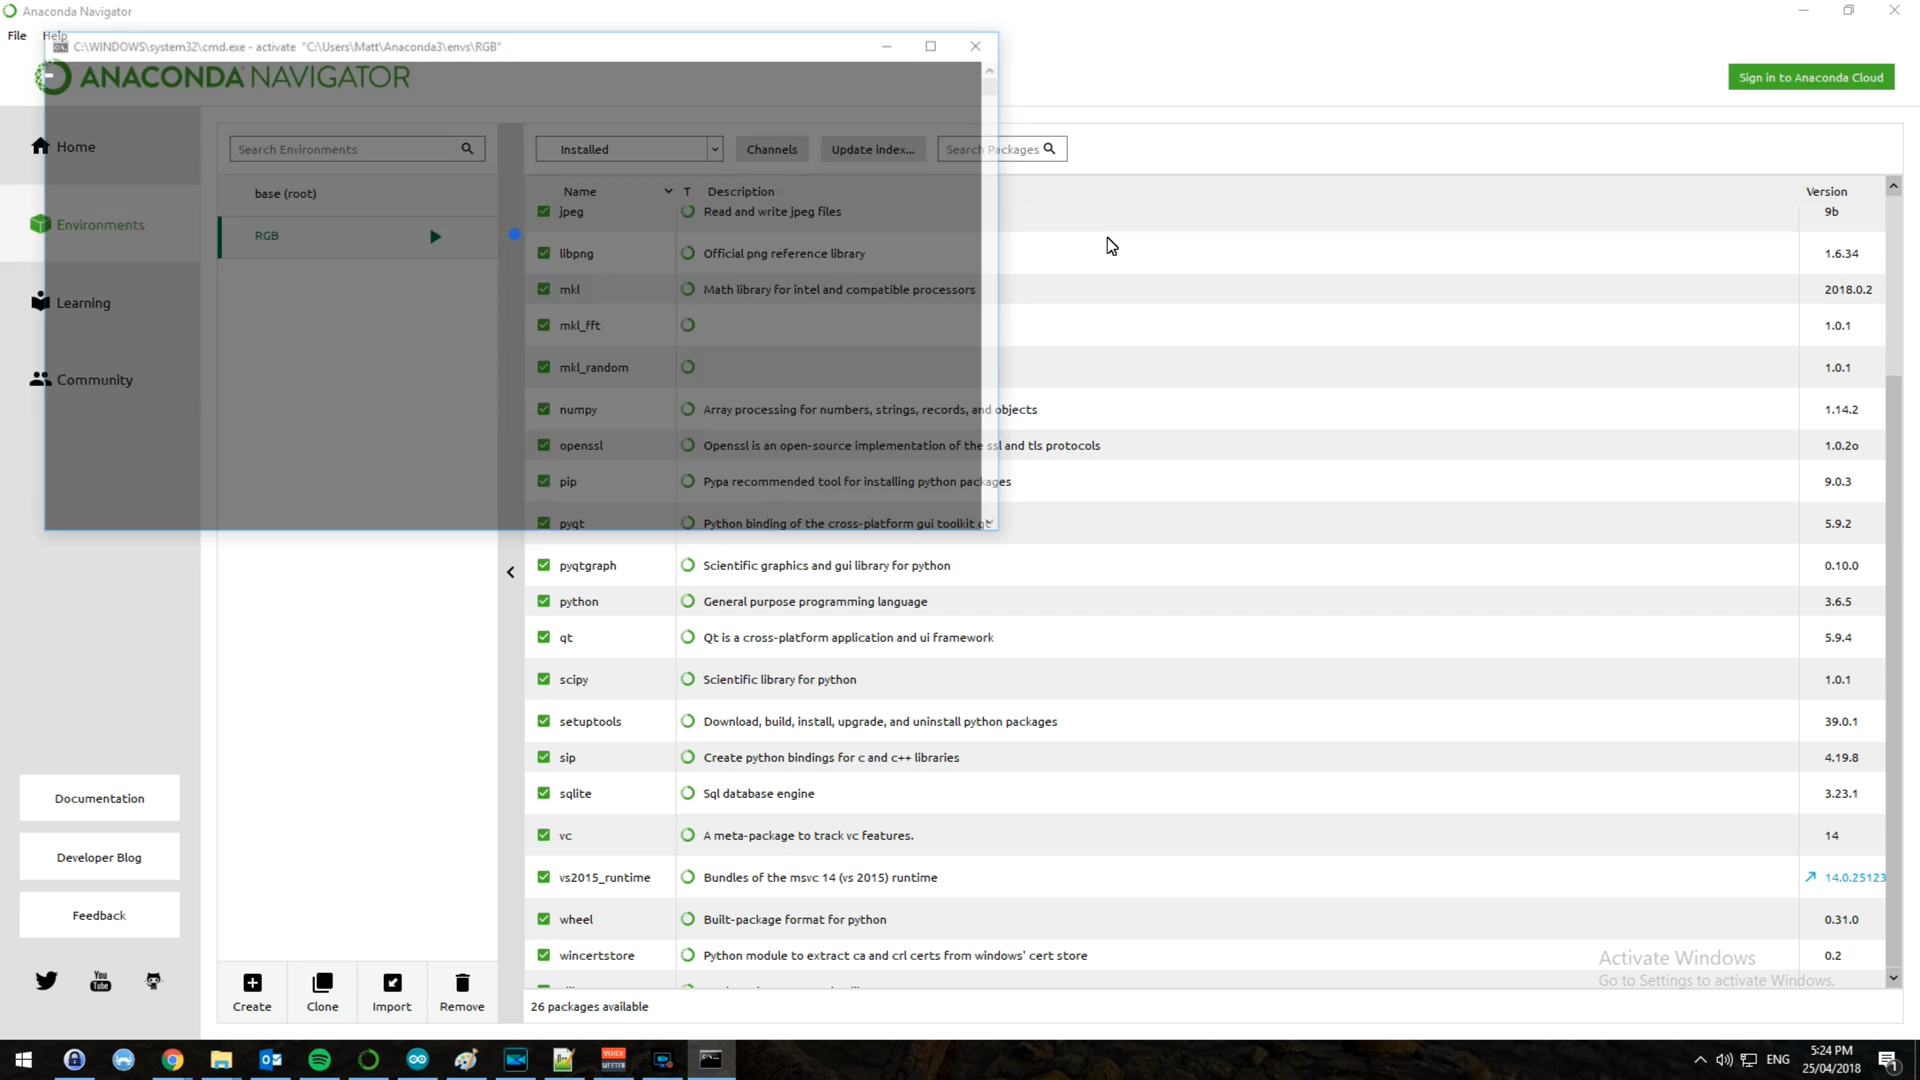 Anaconda Navigator
File Help
C:\WINDOWS\system32\cmd.exe - activate "C:\Users\Matt\Anaconda3\envs\RGB"
ANACONDA NAVIGATOR
Sign in to Anaconda Cloud
Home
Environments
Learning
Community
Documentation
Developer Blog
Feedback
You Tube
Search Environments
base (root)
RGB
Create
Clone
Import
Remove
Installed
Channels
Update index...
Search Packages
Name T Description Version
jpeg Read and write jpeg files 9b
libpng Official png reference library 1.6.34
mkl Math library for intel and compatible processors 2018.0.2
mkl_fft 1.0.1
mkl_random 1.0.1
numpy Array processing for numbers, strings, records, and objects 1.14.2
openssl Openssl is an open-source implementation of the ssl and tls protocols 1.0.2o
pip Pypa recommended tool for installing python packages 9.0.3
pyqt Python binding of the cross-platform gui toolkit qt 5.9.2
pyqtgraph Scientific graphics and gui library for python 0.10.0
python General purpose programming language 3.6.5
qt Qt is a cross-platform application and ui framework 5.9.4
scipy Scientific library for python 1.0.1
setuptools Download, build, install, upgrade, and uninstall python packages 39.0.1
sip Create python bindings for c and c++ libraries 4.19.8
sqlite Sql database engine 3.23.1
vc A meta-package to track vc features. 14
vs2015_runtime Bundles of the msvc 14 (vs 2015) runtime 14.0.25123
wheel Built-package format for python 0.31.0
wincertstore Python module to extract ca and crl certs from windows' cert store 0.2
26 packages available
Activate Windows
Go to Settings to activate Windows.
VOICE
MEETER
ENG
5:24 PM
25/04/2018
1